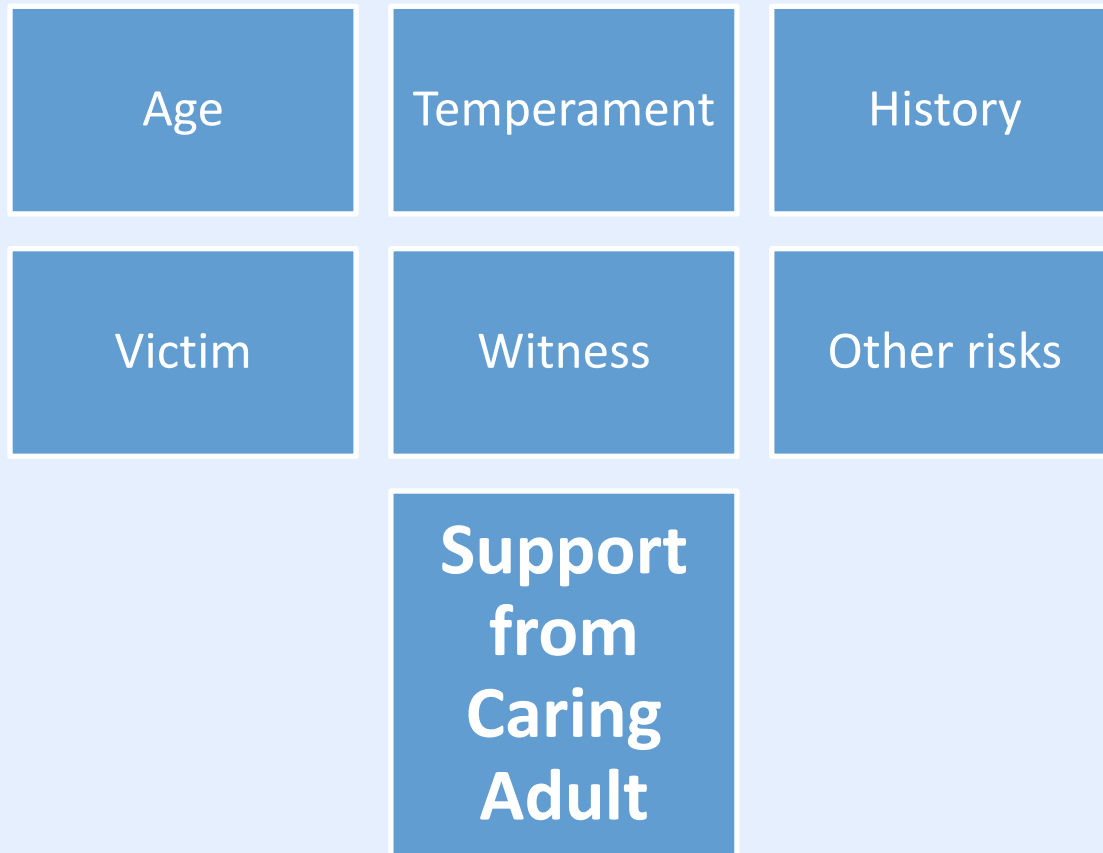 Age
Temperament
History
Victim
Witness
Other risks
Support
from
Caring
Adult